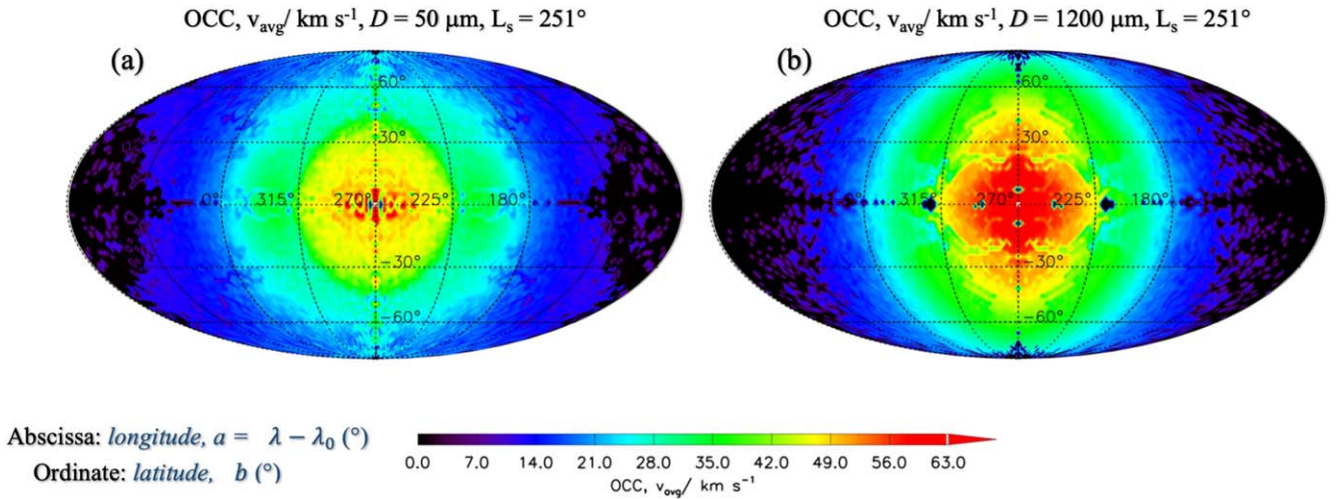 OCC, v_avg/ km s⁻¹, D = 50 μm, Lₛ = 251°
OCC, v_avg/ km s⁻¹, D = 1200 μm, Lₛ = 251°
(a)
60°
30°
0° 315° 270° 225° 180°
−30°
−60°
(b)
60°
30°
0° 315° 270° 225° 180°
−30°
−60°
Abscissa: longitude, a = λ − λ₀ (°)
Ordinate: latitude, b (°)
0.0 7.0 14.0 21.0 28.0 35.0 42.0 49.0 56.0 63.0
OCC, v_avg/ km s⁻¹